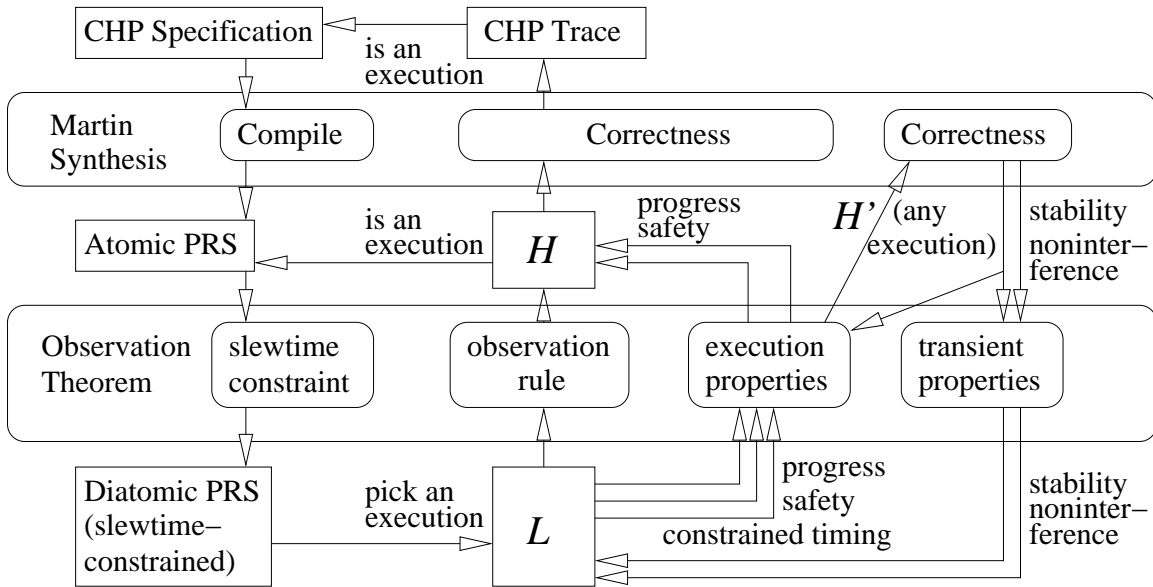 CHP Specification
CHP Trace
is an
execution
Martin
Synthesis
Compile
Correctness
Correctness
Atomic PRS
is an
execution
H
progress
safety
H’ (any
execution)
stability
noninter–
ference
Observation
Theorem
slewtime
constraint
observation
rule
execution
properties
transient
properties
Diatomic PRS
(slewtime–
constrained)
pick an
execution
L
progress
safety
constrained timing
stability
noninter–
ference